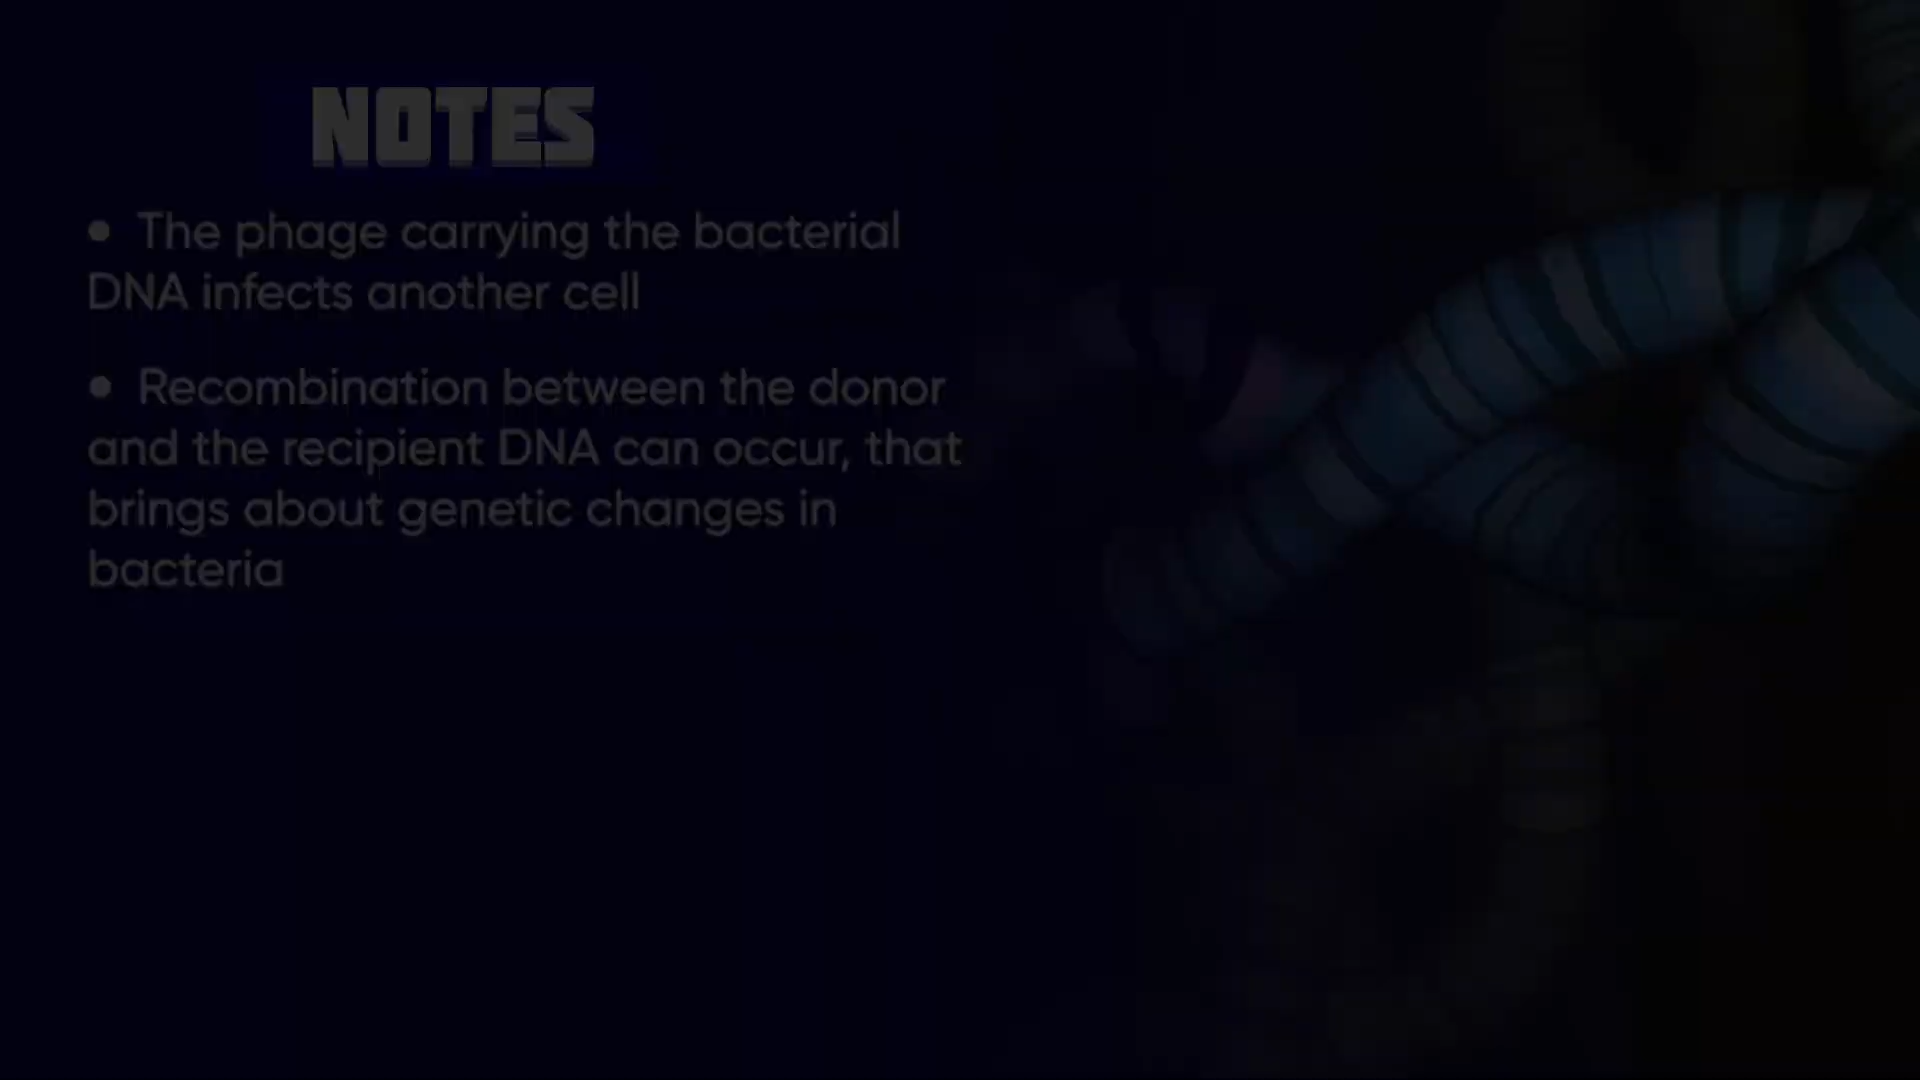 NOTES
• The phage carrying the bacterial
DNA infects another cell
• Recombination between the donor
and the recipient DNA can occur, that
brings about genetic changes in
bacteria